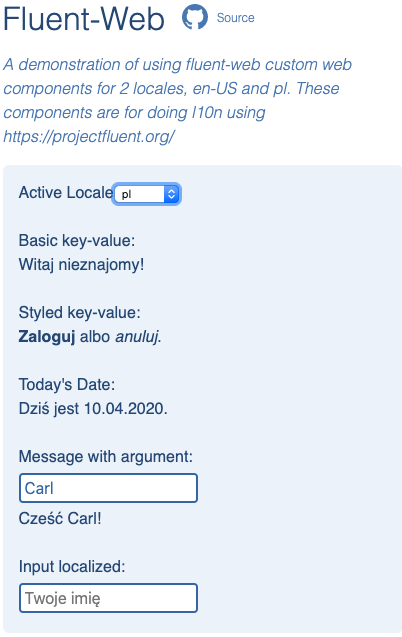 Fluent-Web Source
A demonstration of using fluent-web custom web
components for 2 locales, en-US and pl. These
components are for doing l10n using
https://projectfluent.org/
Active Locale pl
Basic key-value:
Witaj nieznajomy!
Styled key-value:
Zaloguj albo anuluj.
Today's Date:
Dziś jest 10.04.2020.
Message with argument:
Carl
Cześć Carl!
Input localized:
Twoje imię